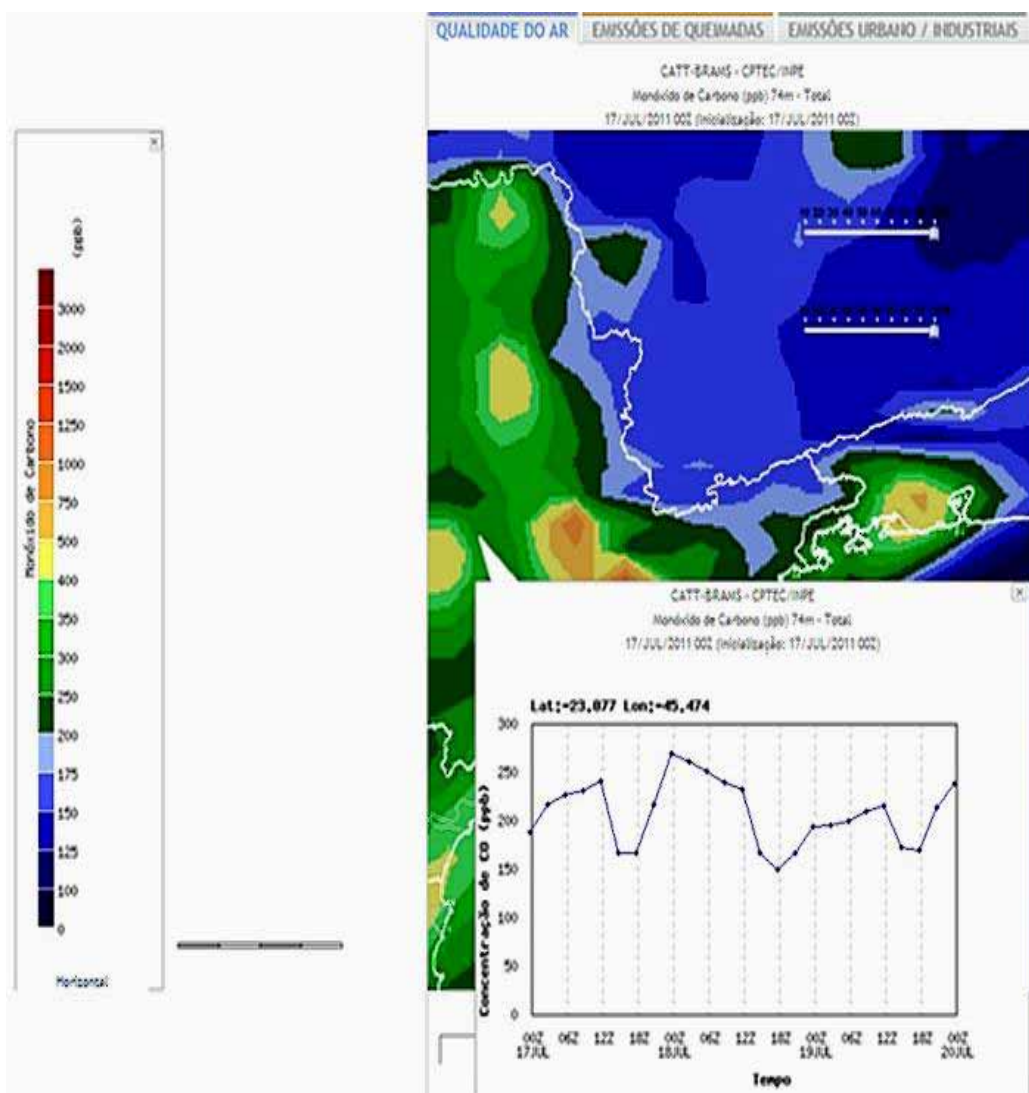 QUALIDADE DO AR EMISSÕES DE QUEIMADAS EMISSÕES URBANO / INDUSTRIAIS
CATT-BRAMS - CPTEC/INPE
Monóxido de Carbono (ppb) 74m - Total
17/JUL/2011 00Z (Inicialização: 17/JUL/2011 00Z)
x
(ppb)
Monóxido de Carbono
3000
2000
1500
1250
1000
750
500
400
350
300
250
200
175
150
125
100
0
Horizontal
x
CATT-BRAMS - CPTEC/INPE
Monóxido de Carbono (ppb) 74m - Total
17/JUL/2011 00Z (Inicialização: 17/JUL/2011 00Z)
Lat:-23,077 Lon:-45,474
Concentração de CO (ppb)
300
250
200
150
100
50
0
00Z 06Z 12Z 18Z 00Z 06Z 12Z 18Z 00Z 06Z 12Z 18Z 00Z
17JUL 18JUL 19JUL 20JUL
Tempo